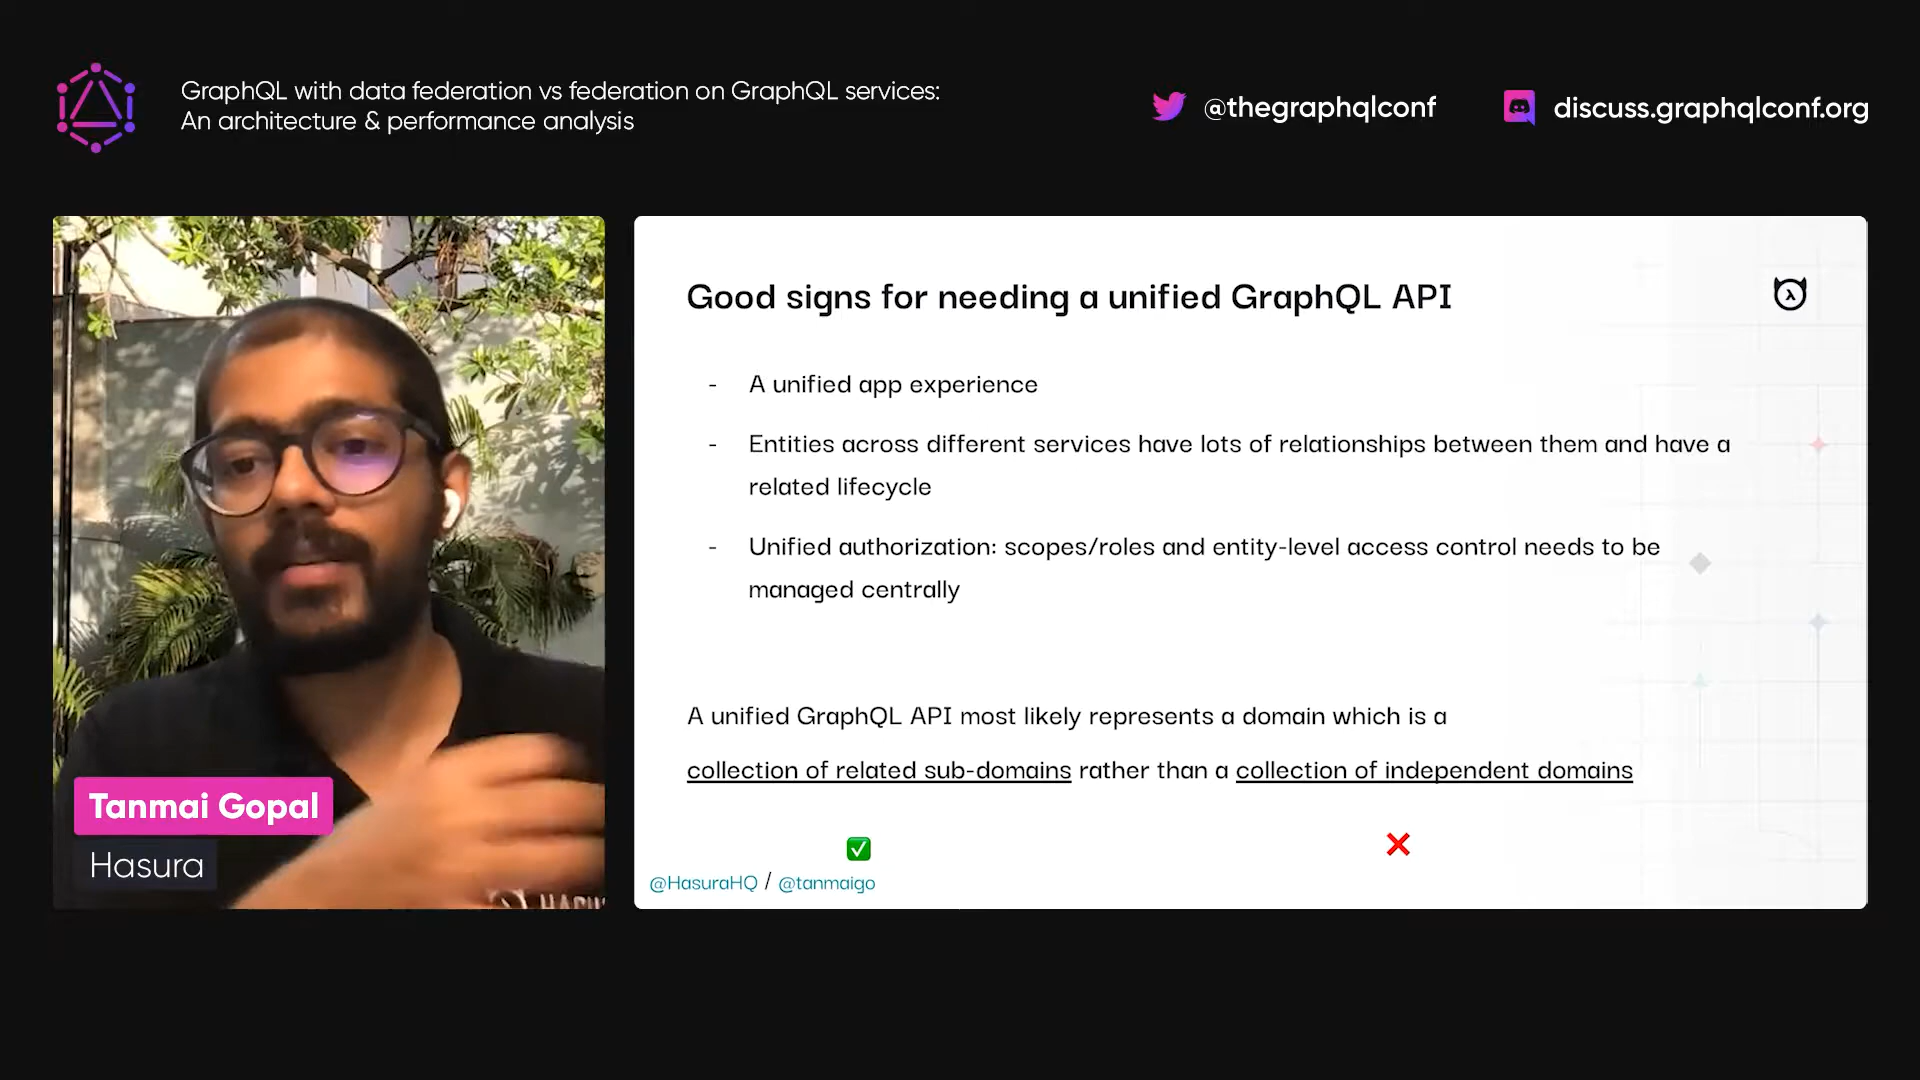 GraphQL with data federation vs federation on GraphQL services:
An architecture & performance analysis
@thegraphqlconf
discuss.graphqlconf.org
Good signs for needing a unified GraphQL API
- A unified app experience
- Entities across different services have lots of relationships between them and have a
related lifecycle
- Unified authorization: scopes/roles and entity-level access control needs to be
managed centrally
A unified GraphQL API most likely represents a domain which is a
collection of related sub-domains rather than a collection of independent domains
@HasuraHQ / @tanmaigo
Tanmai Gopal
Hasura